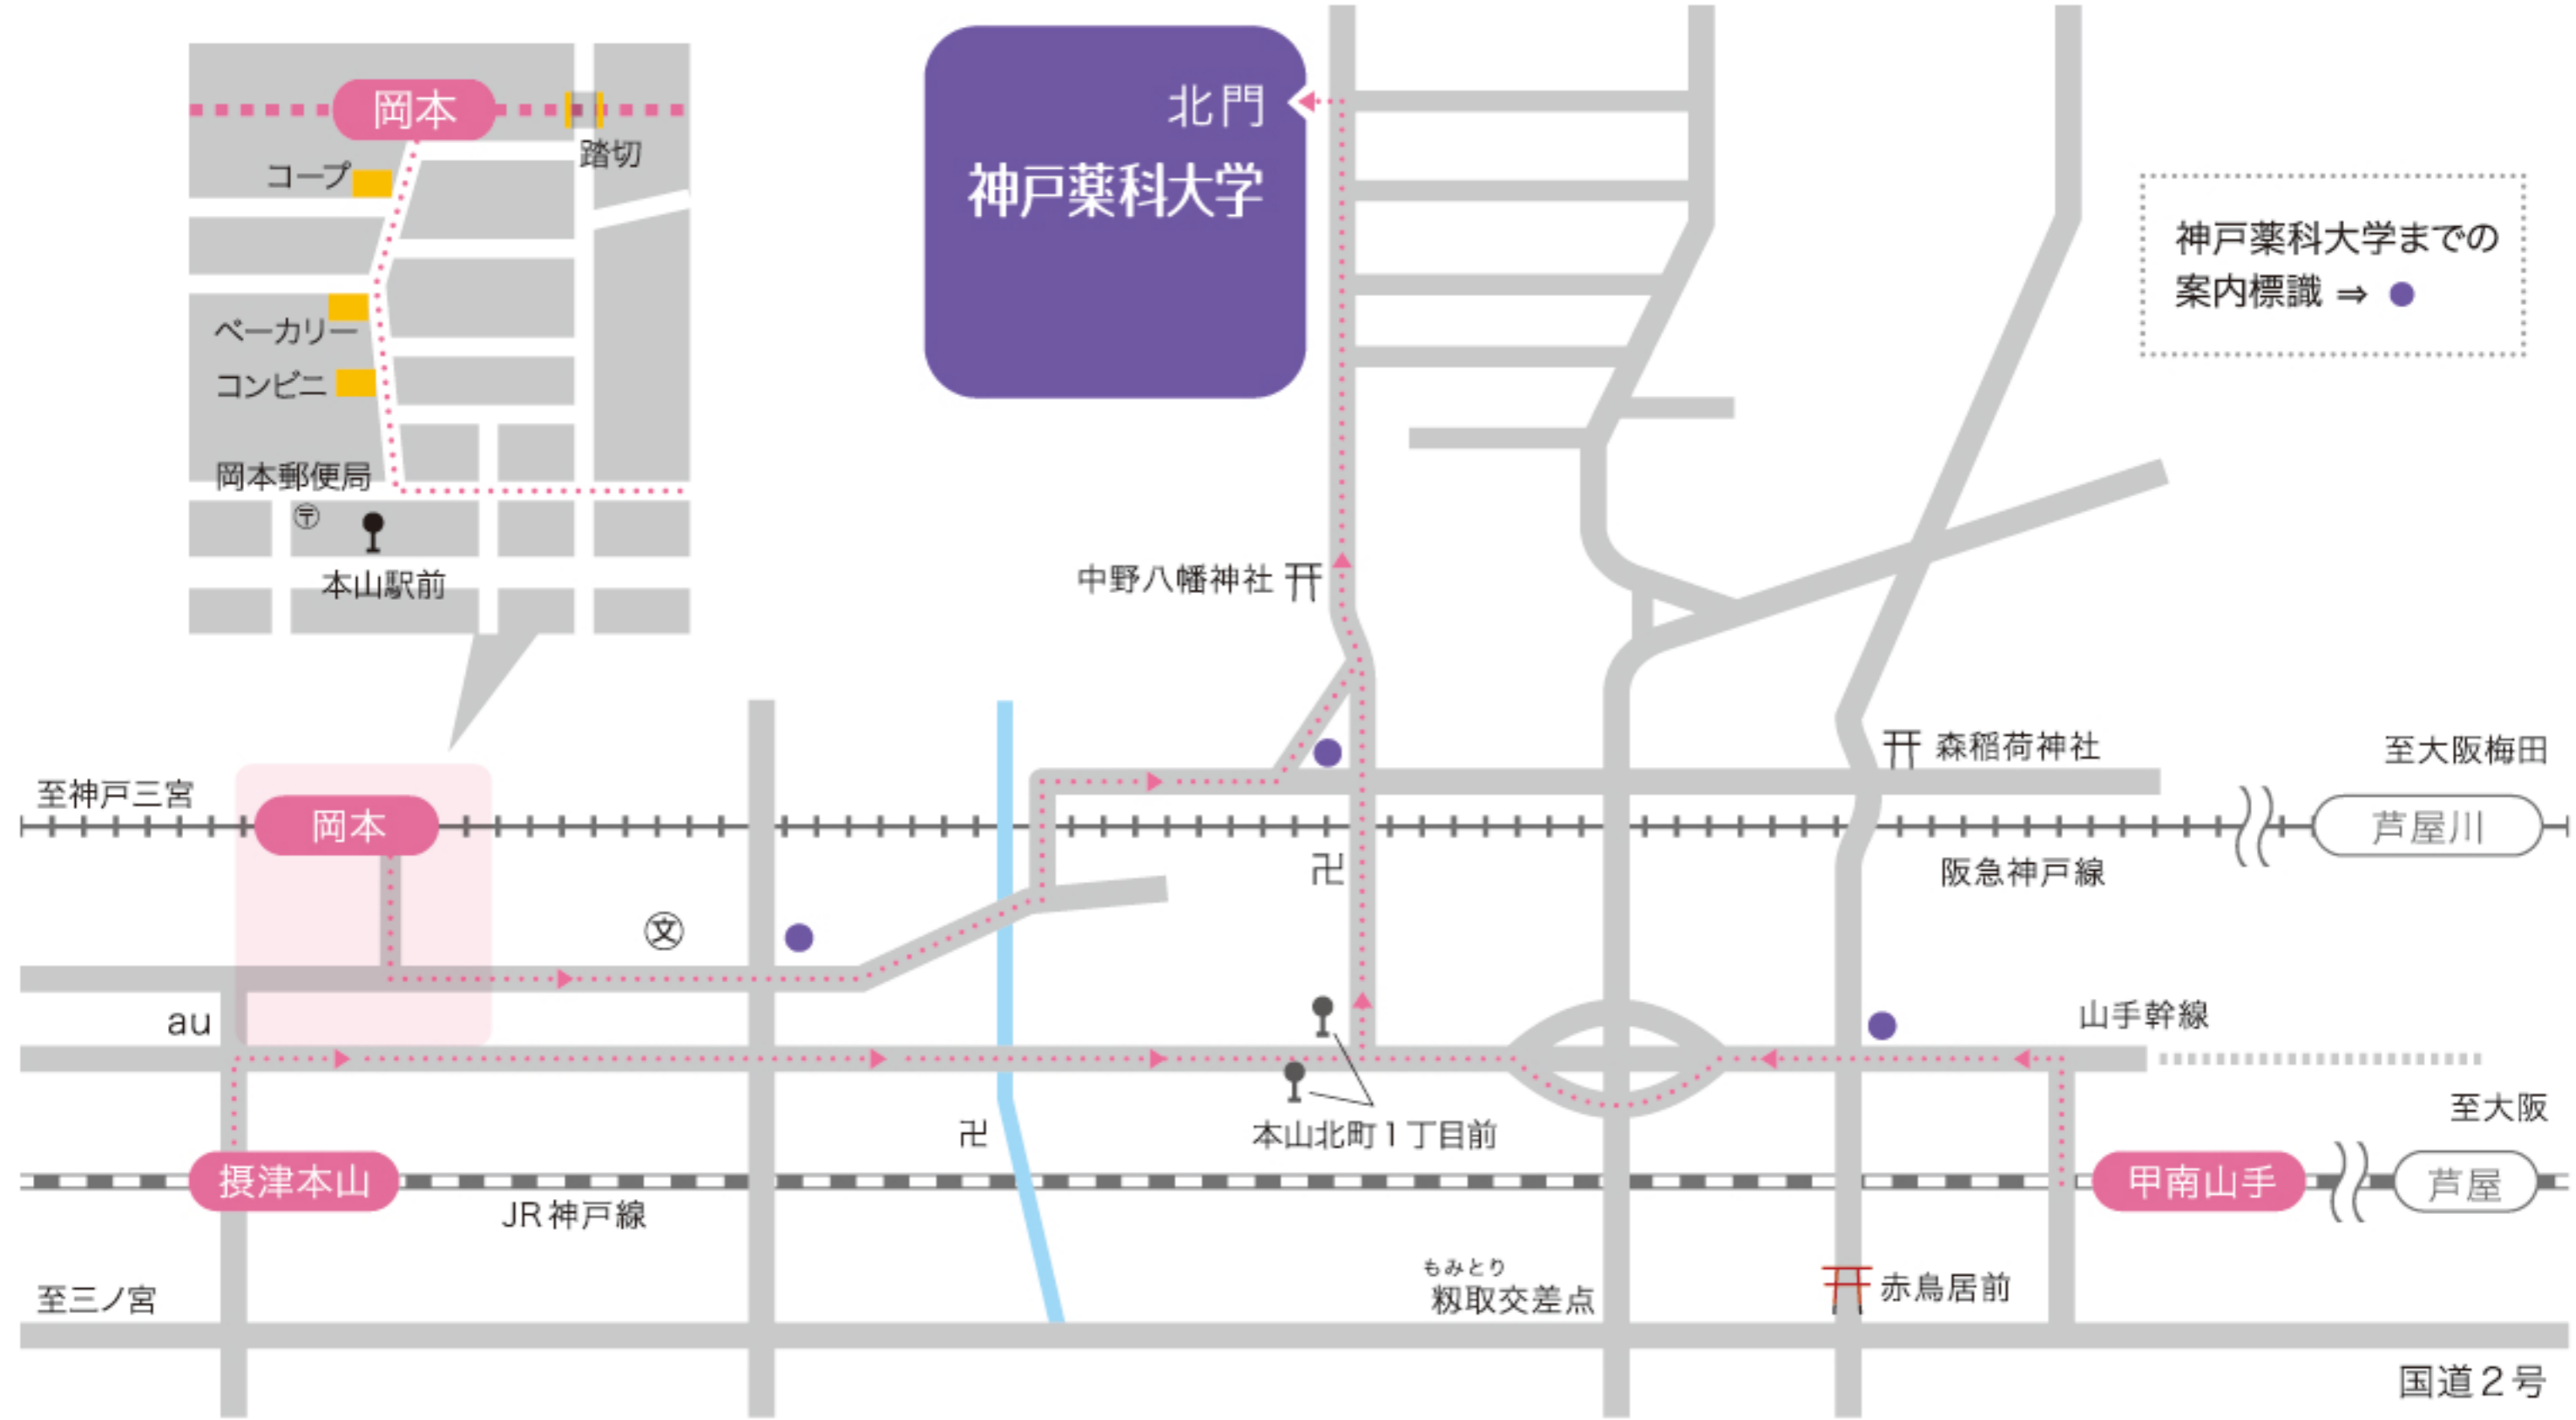 岡本
踏切
コープ
ベーカリー
コンビニ
岡本郵便局
〒
本山駅前
北門
神戸薬科大学
神戸薬科大学までの
案内標識 ⇒
中野八幡神社
森稲荷神社
至大阪梅田
至神戸三宮
岡本
芦屋川
卍
阪急神戸線
文
au
山手幹線
至大阪
卍
本山北町1丁目前
摂津本山
甲南山手
芦屋
JR神戸線
もみとり
籾取交差点
赤鳥居前
至三ノ宮
国道2号